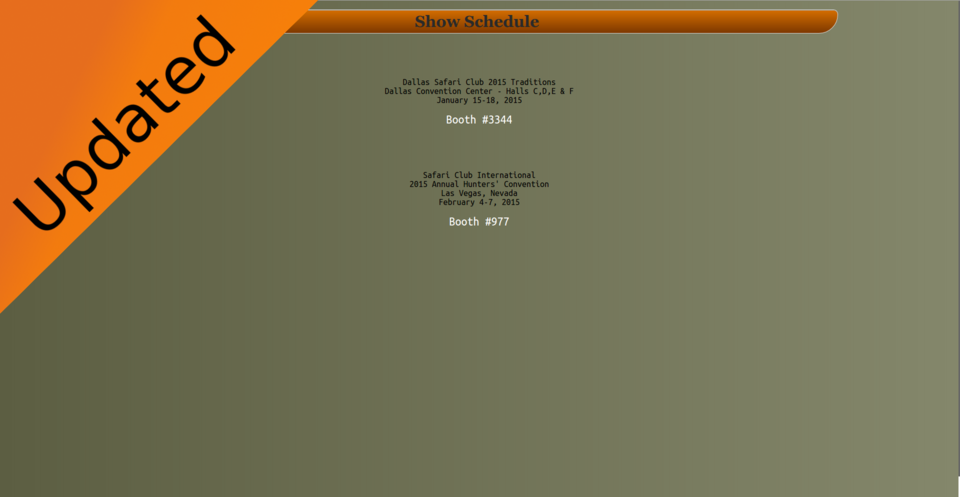 Updated
Show Schedule
Dallas Safari Club 2015 Traditions
Dallas Convention Center - Halls C,D,E & F
January 15-18, 2015
Booth #3344
Safari Club International
2015 Annual Hunters' Convention
Las Vegas, Nevada
February 4-7, 2015
Booth #977